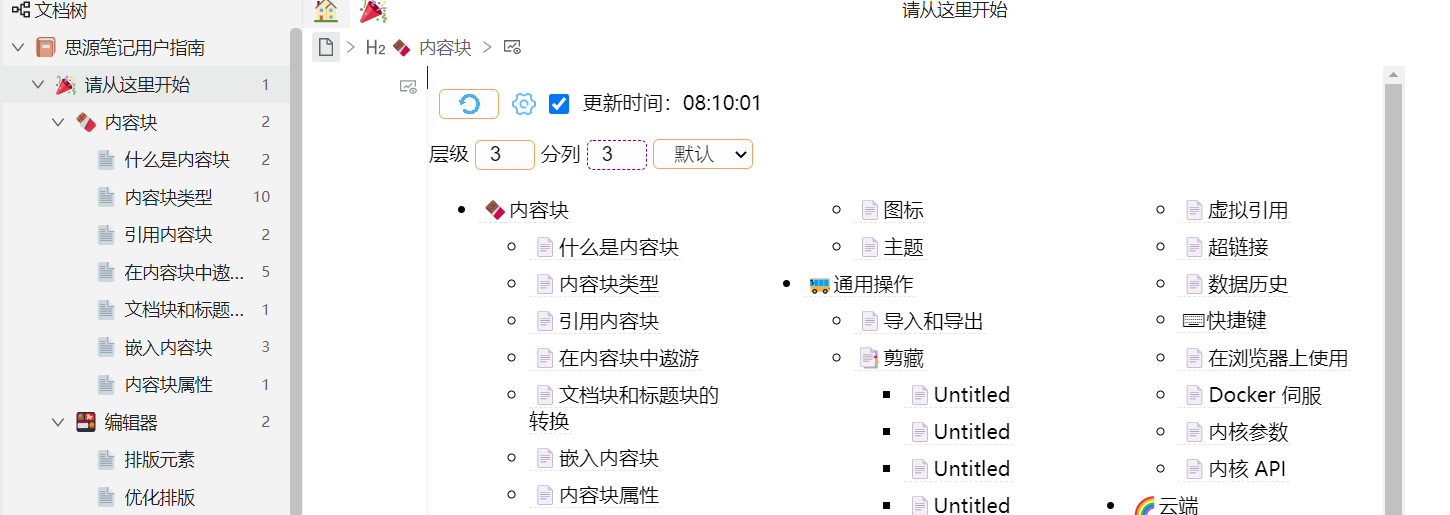 文档树
思源笔记用户指南
请从这里开始 1
内容块 2
什么是内容块 2
内容块类型 10
引用内容块 2
在内容块中遨... 5
文档块和标题... 1
嵌入内容块 3
内容块属性 1
编辑器 2
排版元素
优化排版
请从这里开始
H2 内容块
更新时间：08:10:01
层级 3 分列 3 默认
内容块
什么是内容块
内容块类型
引用内容块
在内容块中遨游
文档块和标题块的
转换
嵌入内容块
内容块属性
图标
主题
通用操作
导入和导出
剪藏
Untitled
Untitled
Untitled
Untitled
虚拟引用
超链接
数据历史
快捷键
在浏览器上使用
Docker 伺服
内核参数
内核 API
云端